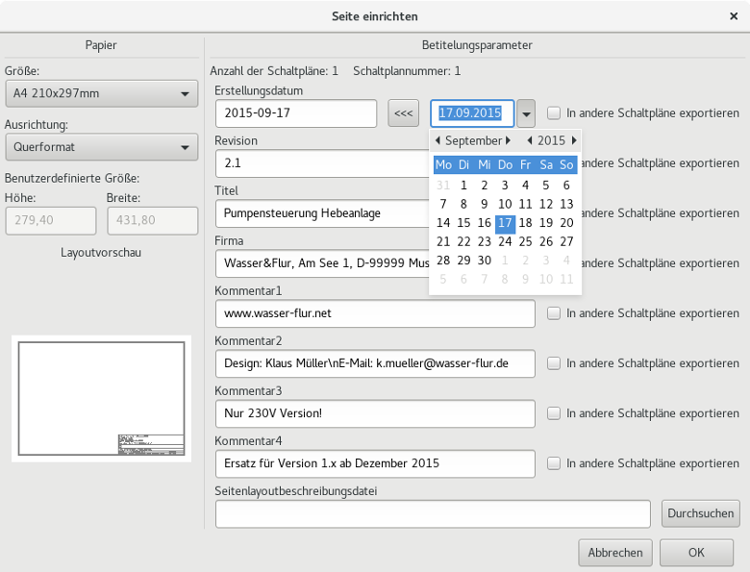 Seite einrichten
Papier
Größe:
A4 210x297mm
Ausrichtung:
Querformat
Benutzerdefinierte Größe:
Höhe: Breite:
279,40 431,80
Layoutvorschau
Betitelungsparameter
Anzahl der Schaltpläne: 1 Schaltplannummer: 1
Erstellungsdatum
2015-09-17 <<< 17.09.2015 In andere Schaltpläne exportieren
September 2015
Mo Di Mi Do Fr Sa So
31 1 2 3 4 5 6
7 8 9 10 11 12 13
14 15 16 17 18 19 20
21 22 23 24 25 26 27
28 29 30 1 2 3 4
5 6 7 8 9 10 11
Revision
2.1 re Schaltpläne exportieren
Titel
Pumpensteuerung Hebeanlage re Schaltpläne exportieren
Firma
Wasser&Flur, Am See 1, D-99999 Mus re Schaltpläne exportieren
Kommentar1
www.wasser-flur.net In andere Schaltpläne exportieren
Kommentar2
Design: Klaus Müller\nE-Mail: k.mueller@wasser-flur.de In andere Schaltpläne exportieren
Kommentar3
Nur 230V Version! In andere Schaltpläne exportieren
Kommentar4
Ersatz für Version 1.x ab Dezember 2015 In andere Schaltpläne exportieren
Seitenlayoutbeschreibungsdatei
Durchsuchen
Abbrechen OK